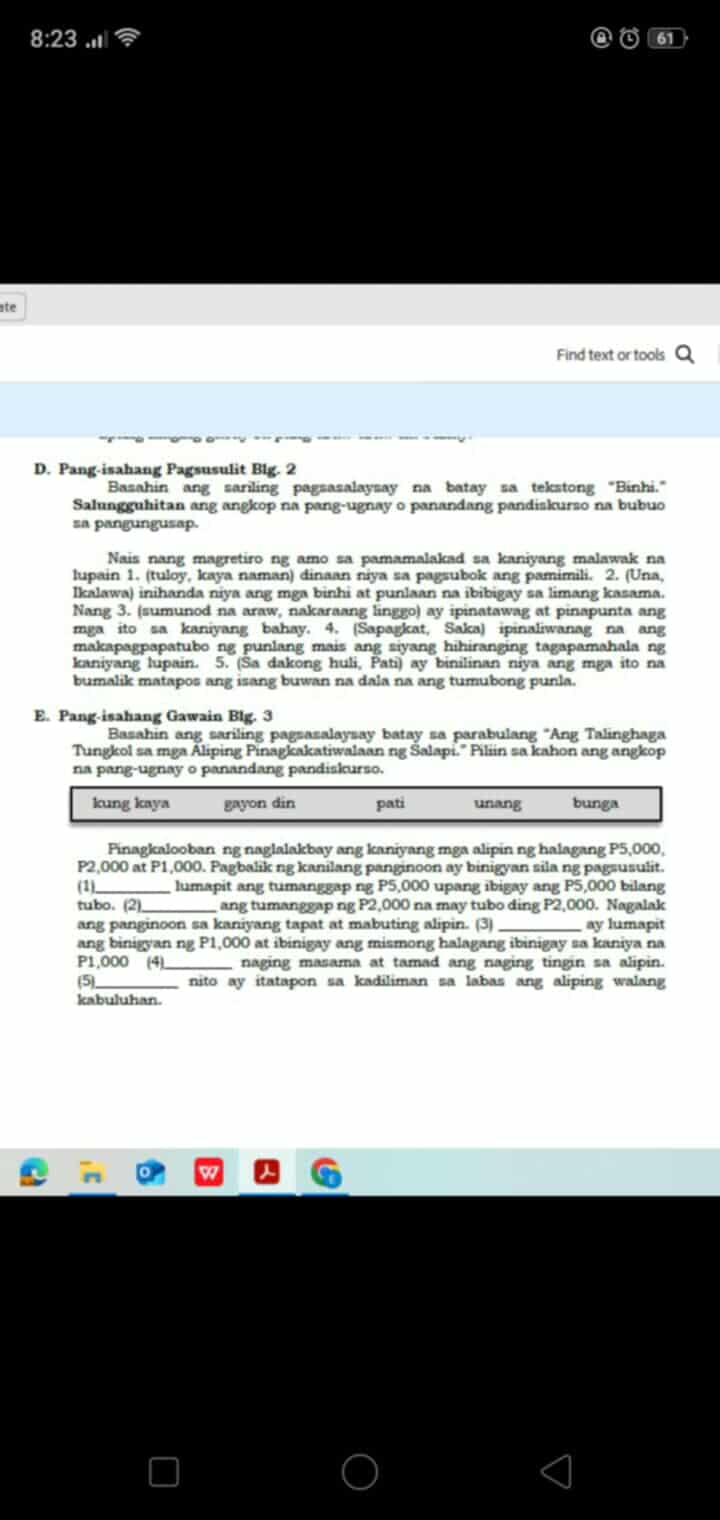 8:23
61
ate
Find text or tools
D. Pang-isahang Pagsusulit Blg. 2
Basahin ang sariling pagsasalaysay na batay sa tekstong "Binhi."
Salungguhitan ang angkop na pang-ugnay o panandang pandiskurso na bubuo
sa pangungusap.
Nais nang magretiro ng amo sa pamamalakad sa kaniyang malawak na
lupain 1. (tuloy, kaya naman) dinaan niya sa pagsubok ang pamimili. 2. (Una,
Ikalawa) inihanda niya ang mga binhi at punlaan na ibibigay sa limang kasama.
Nang 3. (sumunod na araw, nakaraang linggo) ay ipinatawag at pinapunta ang
mga ito sa kaniyang bahay. 4. (Sapagkat, Saka) ipinaliwanag na ang
makapagpapatubo ng punlang mais ang siyang hihiranging tagapamahala ng
kaniyang lupain. 5. (Sa dakong huli, Pati) ay binilinan niya ang mga ito na
bumalik matapos ang isang buwan na dala na ang tumubong punla.
E. Pang-isahang Gawain Blg. 3
Basahin ang sariling pagsasalaysay batay sa parabulang "Ang Talinghaga
Tungkol sa mga Aliping Pinagkakatiwalaan ng Salapi." Piliin sa kahon ang angkop
na pang-ugnay o panandang pandiskurso.
kung kaya gayon din pati unang bunga
Pinagkalooban ng naglalakbay ang kaniyang mga alipin ng halagang P5,000,
P2,000 at P1,000. Pagbalik ng kanilang panginoon ay binigyan sila ng pagsusulit.
(1)_________ lumapit ang tumanggap ng P5,000 upang ibigay ang P5,000 bilang
tubo. (2)_________ ang tumanggap ng P2,000 na may tubo ding P2,000. Nagalak
ang panginoon sa kaniyang tapat at mabuting alipin. (3) _________ ay lumapit
ang binigyan ng P1,000 at ibinigay ang mismong halagang ibinigay sa kaniya na
P1,000 (4)________ naging masama at tamad ang naging tingin sa alipin.
(5)_________ nito ay itatapon sa kadiliman sa labas ang aliping walang
kabuluhan.